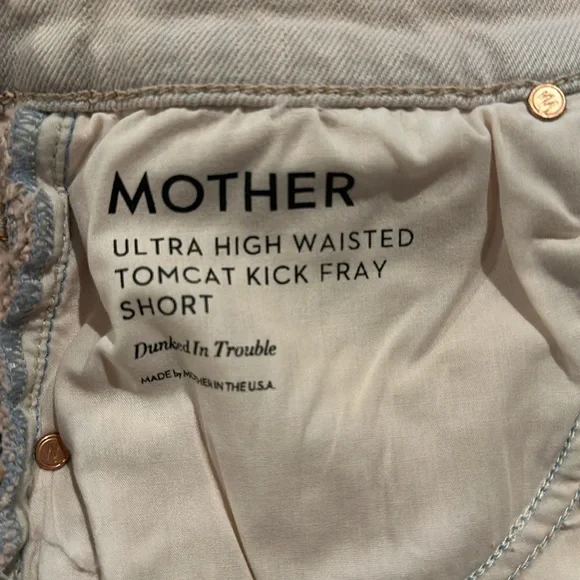 MOTHER
ULTRA HIGH WAISTED
TOMCAT KICK FRAY
SHORT
Dunked In Trouble
MADE by MOTHER IN THE U.S.A.